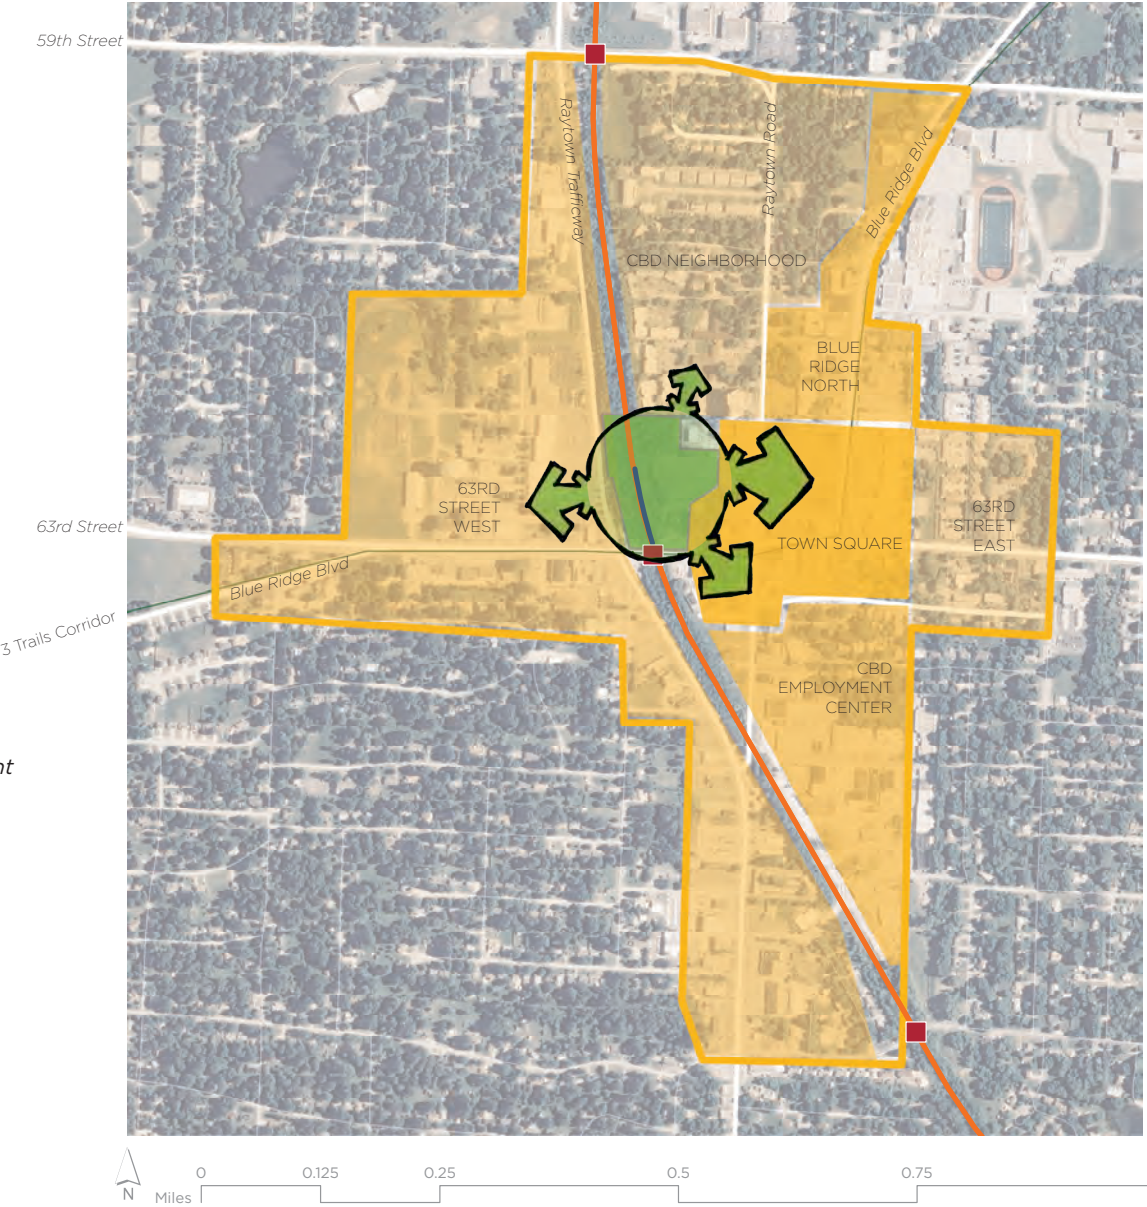 59th Street
Raytown Trafficway
Raytown Road
Blue Ridge Blvd
CBD NEIGHBORHOOD
BLUE
RIDGE
NORTH
63RD
STREET
WEST
63RD
STREET
EAST
63rd Street
TOWN SQUARE
Blue Ridge Blvd
3 Trails Corridor
CBD
EMPLOYMENT
CENTER
nt
N
Miles
0
0.125
0.25
0.5
0.75